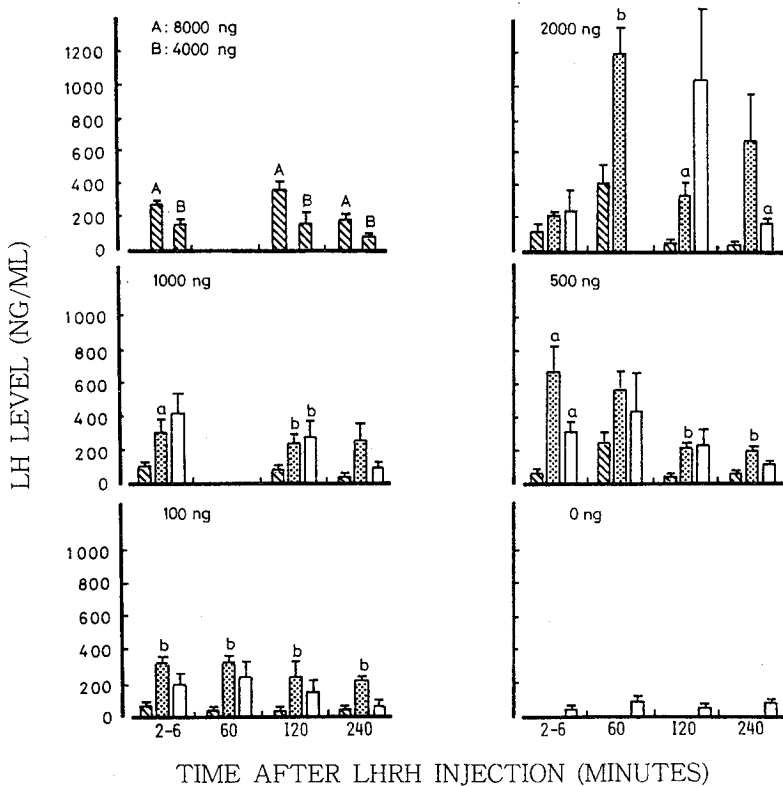 A: 8000 ng
B: 4000 ng
2000 ng
b
1200
1000
800
600
400
200
0
A
B
A
B
A
B
a
a
1000 ng
500 ng
1000
800
600
400
200
0
a
b
b
a
a
b
b
100 ng
0 ng
1000
800
600
400
200
0
b
b
b
b
2-6
60
120
240
2-6
60
120
240
LH LEVEL (NG/ML)
TIME AFTER LHRH INJECTION (MINUTES)